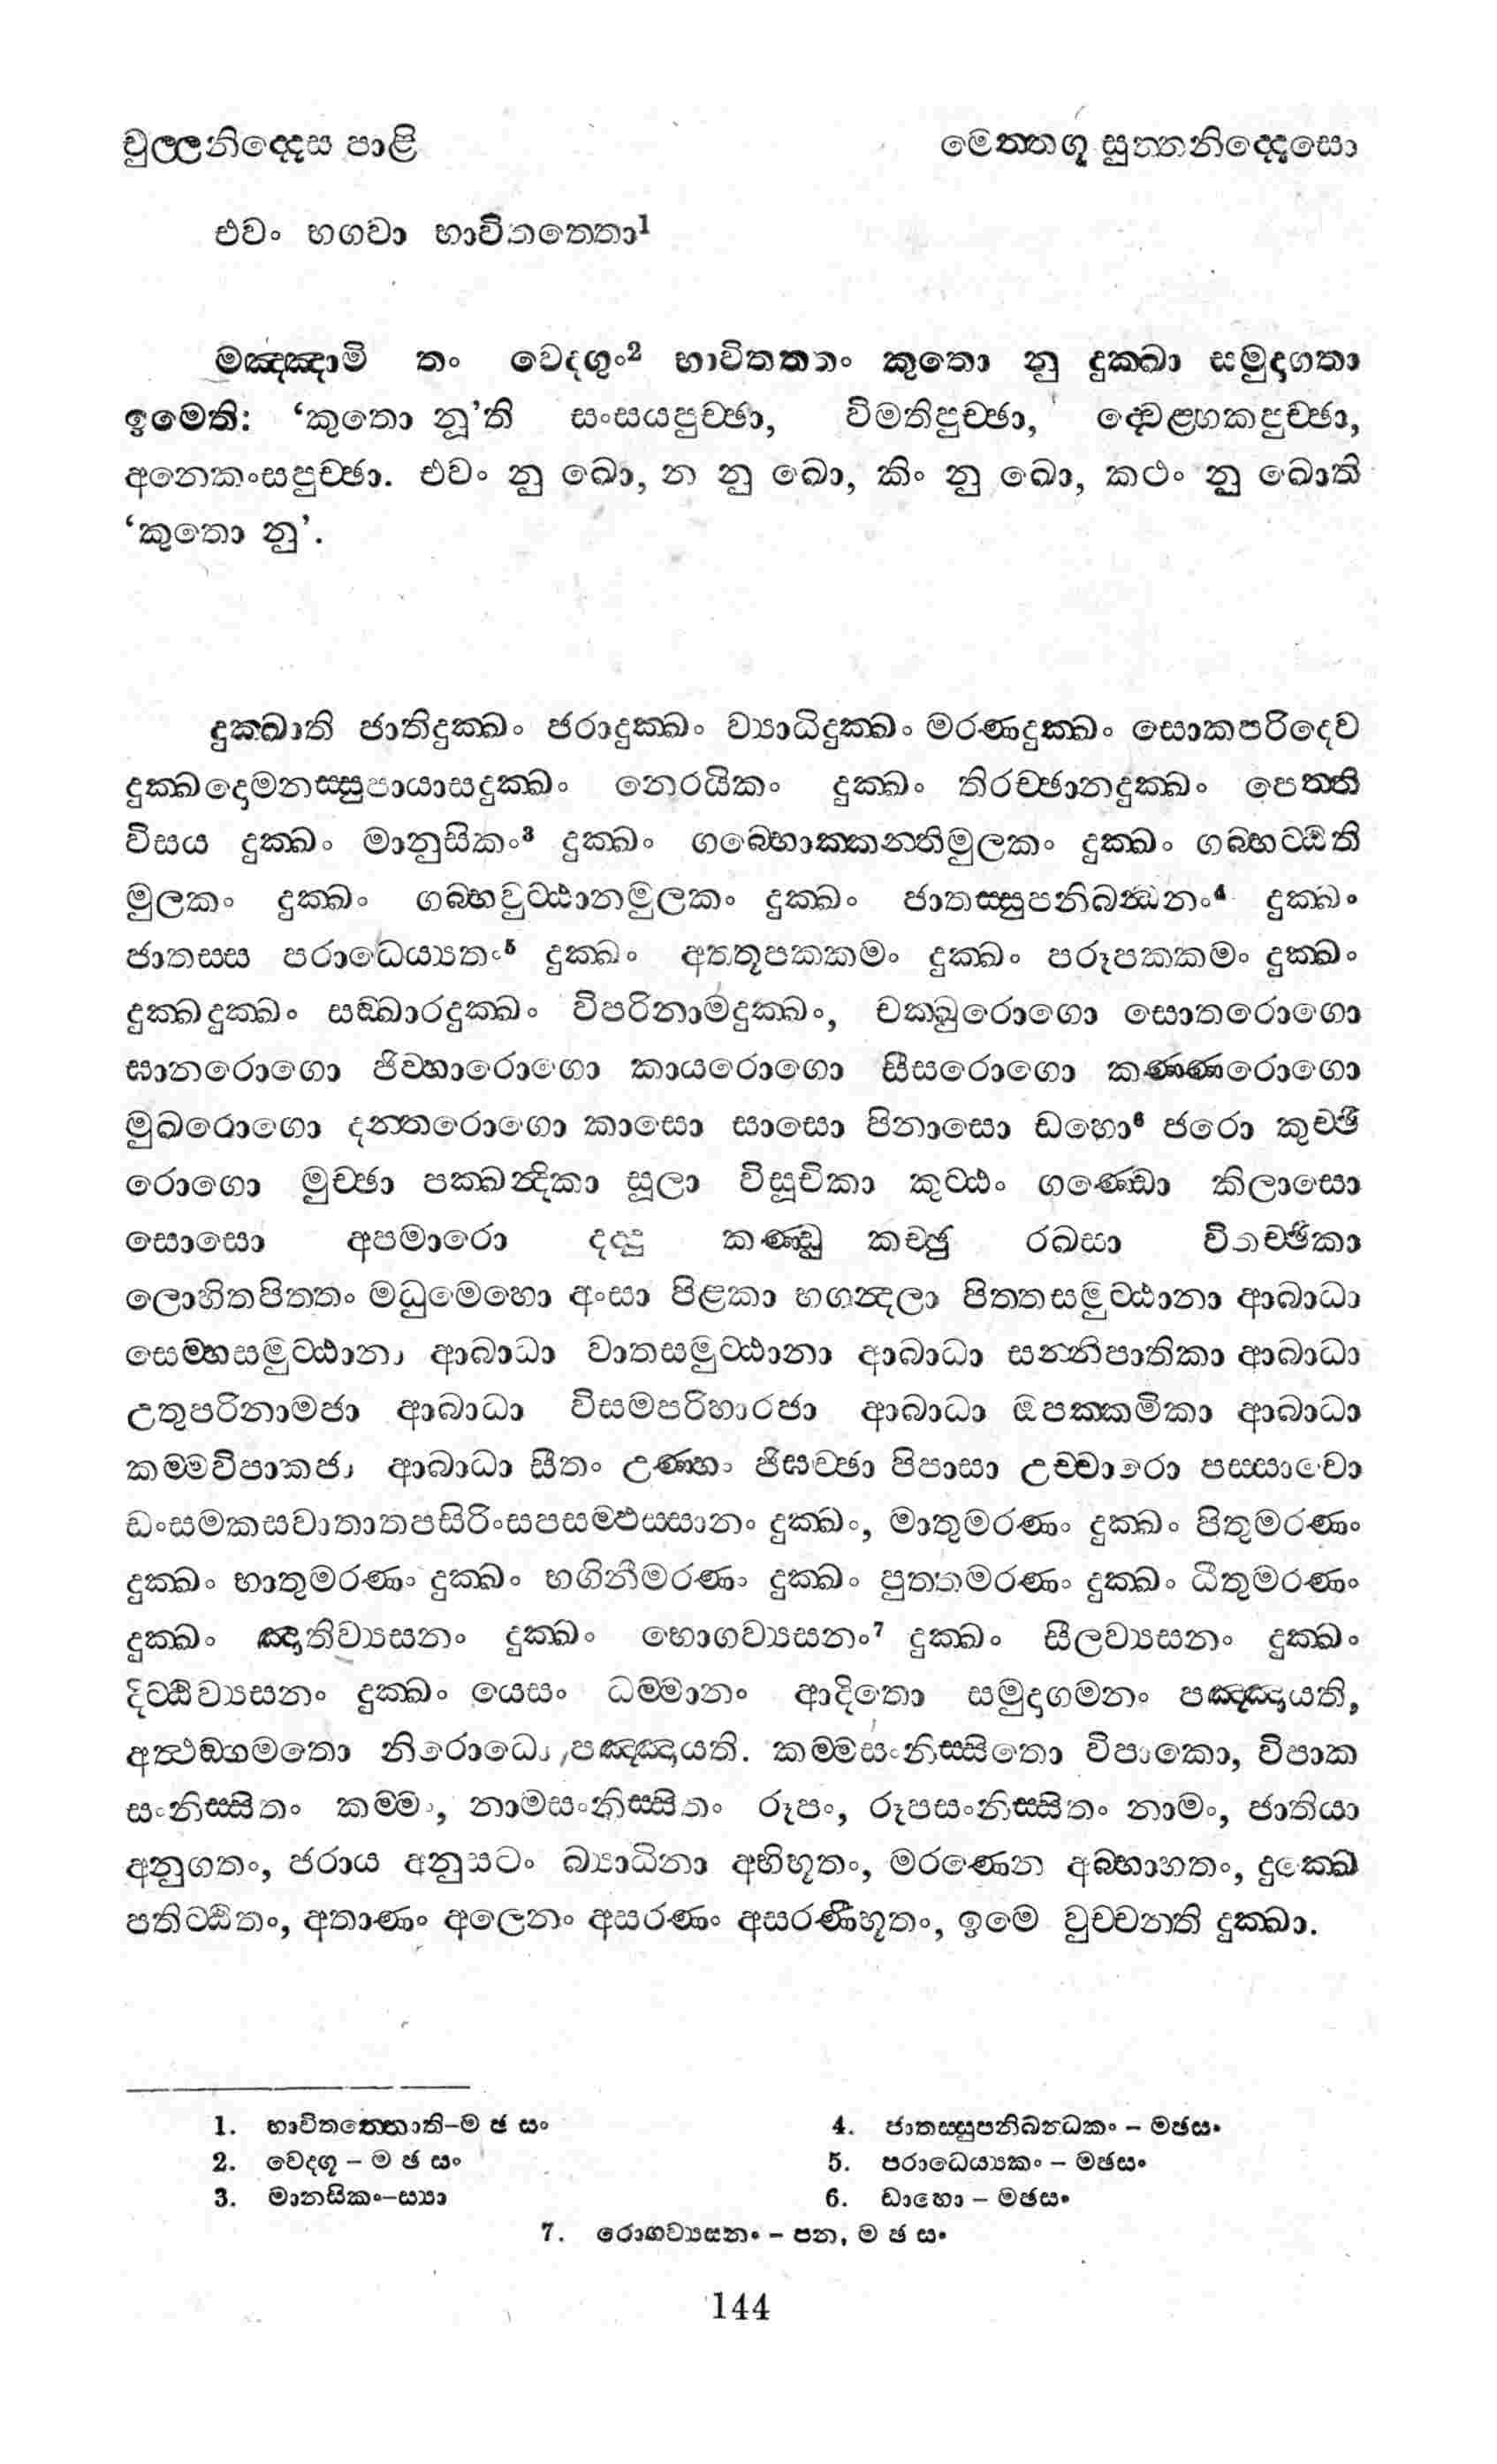 චුල්ලනිද්දෙස පාළි	මෙත්තගූ සුත්තනිද්දෙසො
එවං භගවා භාවිතත්තො¹
මඤ්ඤාමි තං වෙදගුං² භාවිතත්තං කුතො නු දුක්ඛා සමුදාගතා
ඉමෙති: ‘කුතො නූ’ති සංසයපුච්ඡා, විමතිපුච්ඡා, ද්වෙළ්හකපුච්ඡා,
අනෙකංසපුච්ඡා. එවං නු ඛො, න නු ඛො, කිං නු ඛො, කථං නු ඛොති
‘කුතො නු’.
දුක්ඛාති ජාතිදුක්ඛං ජරාදුක්ඛං ව්‍යාධිදුක්ඛං මරණදුක්ඛං සොකපරිදෙව
දුක්ඛදොමනස්සුපායාසදුක්ඛං නෙරයිකං දුක්ඛං තිරච්ඡානදුක්ඛං පෙත්ති
විසය දුක්ඛං මානුසිකං³ දුක්ඛං ගබ්භොක්කන්තිමුලකං දුක්ඛං ගබ්භට්ඨිති
මුලකං දුක්ඛං ගබ්භවුට්ඨානමුලකං දුක්ඛං ජාතස්සුපනිබන්ධනං⁴ දුක්ඛං
ජාතස්ස පරාධෙය්‍යතං⁵ දුක්ඛං අත්තූපක්කමං දුක්ඛං පරූපක්කමං දුක්ඛං
දුක්ඛදුක්ඛං සඞ්ඛාරදුක්ඛං විපරිනාමදුක්ඛං, චක්ඛුරොගො සොතරොගො
ඝානරොගො ජිව්හාරොගො කායරොගො සීසරොගො කණ්ණරොගො
මුඛරොගො දන්තරොගො කාසො සාසො පිනාසො ඩහො⁶ ජරො කුච්ඡි
රොගො මුච්ඡා පක්ඛන්දිකා සූලා විසූචිකා කුට්ඨං ගණ්ඩො කිලාසො
සොසො අපමාරො දද්දු කණ්ඩු කච්ඡු රඛසා විතච්ඡිකා
ලොහිතපිත්තං මධුමෙහො අංසා පිළකා භගන්දලා පිත්තසමුට්ඨානා ආබාධා
සෙම්හසමුට්ඨානා ආබාධා වාතසමුට්ඨානා ආබාධා සන්නිපාතිකා ආබාධා
උතුපරිනාමජා ආබාධා විසමපරිහාරජා ආබාධා ඔපක්කමිකා ආබාධා
කම්මවිපාකජා ආබාධා සීතං උණ්හං ජිඝච්ඡා පිපාසා උච්චාරො පස්සාවො
ඩංසමකසවාතාතපසිරිංසපසම්ඵස්සානං දුක්ඛං, මාතුමරණං දුක්ඛං පිතුමරණං
දුක්ඛං භාතුමරණං දුක්ඛං භගිනීමරණං දුක්ඛං පුත්තමරණං දුක්ඛං ධීතුමරණං
දුක්ඛං ඤාතිව්‍යසනං දුක්ඛං භොගව්‍යසනං⁷ දුක්ඛං සීලව්‍යසනං දුක්ඛං
දිට්ඨිව්‍යසනං දුක්ඛං යෙසං ධම්මානං ආදිතො සමුදාගමනං පඤ්ඤායති,
අත්ථඞ්ගමතො නිරොධො පඤ්ඤායති. කම්මසංනිස්සිතො විපාකො, විපාක
සංනිස්සිතං කම්මං, නාමසංනිස්සිතං රූපං, රූපසංනිස්සිතං නාමං, ජාතියා
අනුගතං, ජරාය අනුසටං බ්‍යාධිනා අභිභූතං, මරණෙන අබ්භාහතං, දුක්ඛෙ
පතිට්ඨිතං, අතාණං අලෙනං අසරණං අසරණීභූතං, ඉමෙ වුච්චන්ති දුක්ඛා.
1. භාවිතත්තොති–ම ඡ සං
2. වෙදගූ – ම ඡ සං
3. මානසිකං–ස්‍යා
4. ජාතස්සුපනිබන්ධකං – මඡසං
5. පරාධෙය්‍යකං – මඡසං
6. ඩාහො – මඡසං
7. රොගව්‍යසනං – පන, ම ඡ සං
144